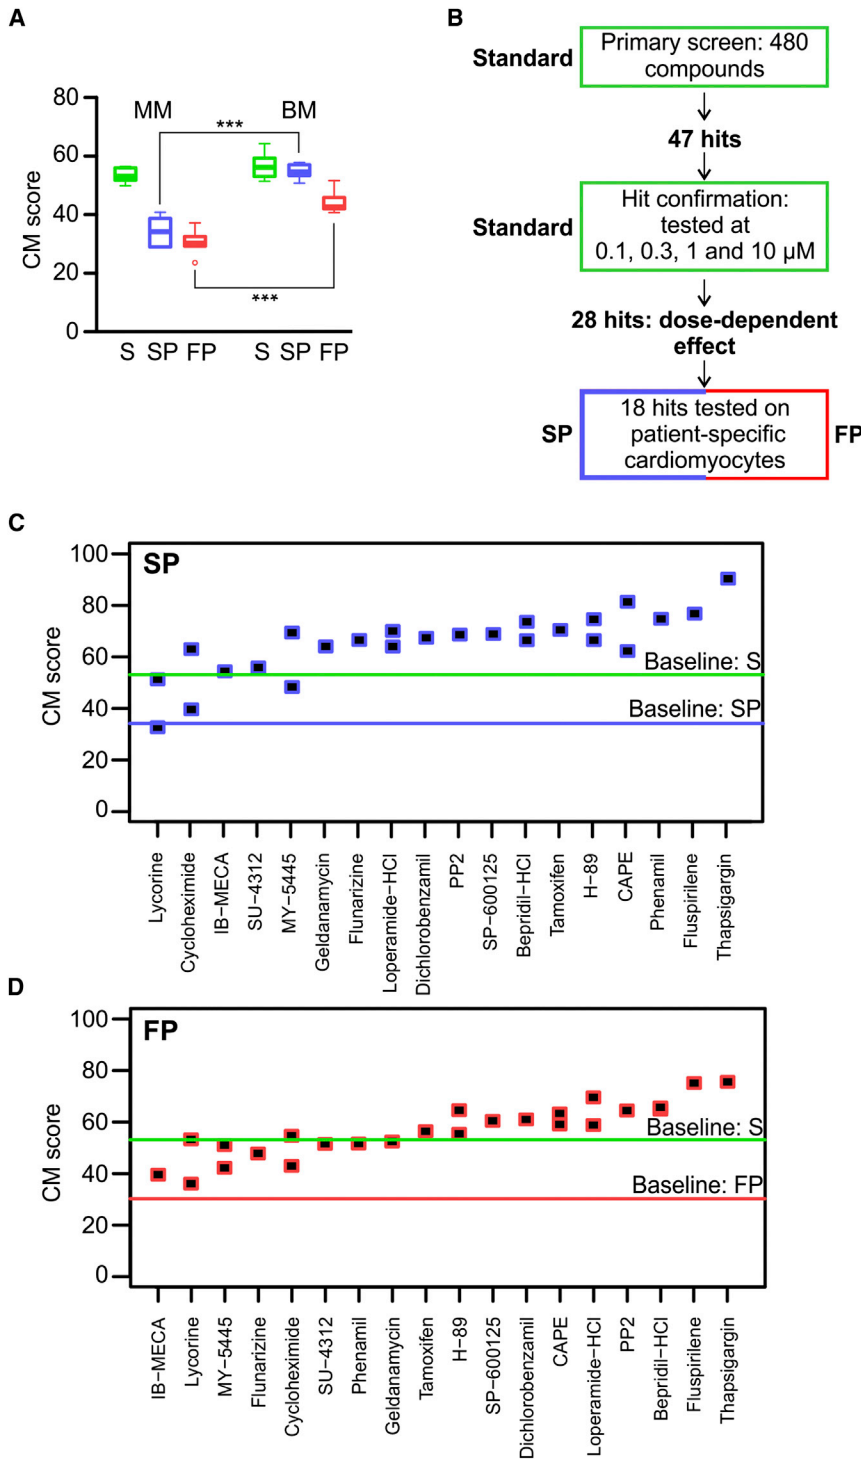 A
80
60
40
20
0
CM score
MM
BM
***
***
S SP FP S SP FP
B
Standard
Primary screen: 480
compounds
47 hits
Standard
Hit confirmation:
tested at
0.1, 0.3, 1 and 10 µM
28 hits: dose-dependent
effect
SP
18 hits tested on
patient-specific
cardiomyocytes
FP
C
SP
100
80
60
40
20
0
CM score
Baseline: S
Baseline: SP
Lycorine
Cycloheximide
IB−MECA
SU−4312
MY−5445
Geldanamycin
Flunarizine
Loperamide−HCl
Dichlorobenzamil
PP2
SP−600125
Bepridil−HCl
Tamoxifen
H−89
CAPE
Phenamil
Fluspirilene
Thapsigargin
D
FP
100
80
60
40
20
0
CM score
Baseline: S
Baseline: FP
IB−MECA
Lycorine
MY−5445
Flunarizine
Cycloheximide
SU−4312
Phenamil
Geldanamycin
Tamoxifen
H−89
SP−600125
Dichlorobenzamil
CAPE
Loperamide−HCl
PP2
Bepridil−HCl
Fluspirilene
Thapsigargin